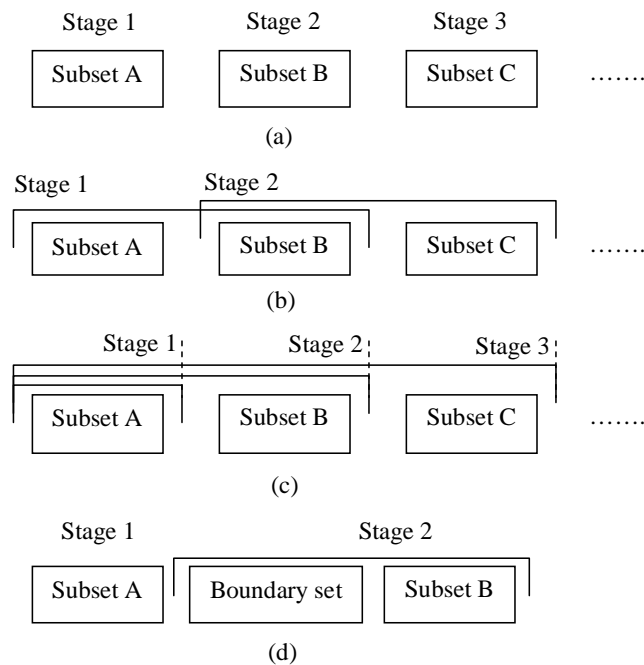 Stage 1 Stage 2 Stage 3
Subset A Subset B Subset C …….
(a)
Stage 1 Stage 2
Subset A Subset B Subset C …….
(b)
Stage 1 Stage 2 Stage 3
Subset A Subset B Subset C …….
(c)
Stage 1 Stage 2
Subset A Boundary set Subset B
(d)